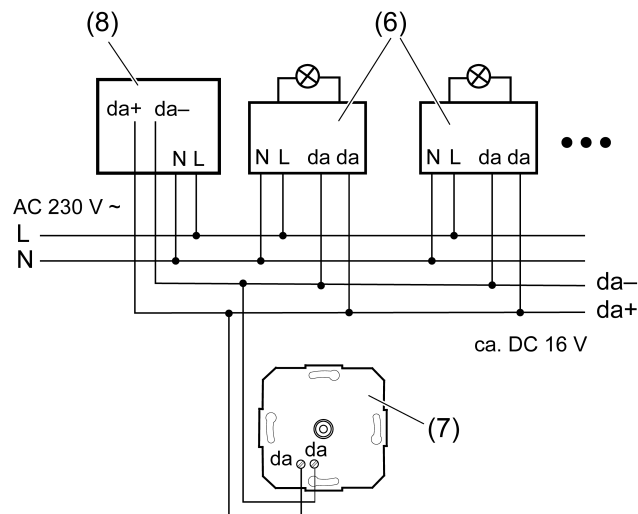 (8) (6)
da+ da–
N L
N L da da
N L da da
AC 230 V ~
L
N
da–
da+
ca. DC 16 V
(7)
da da